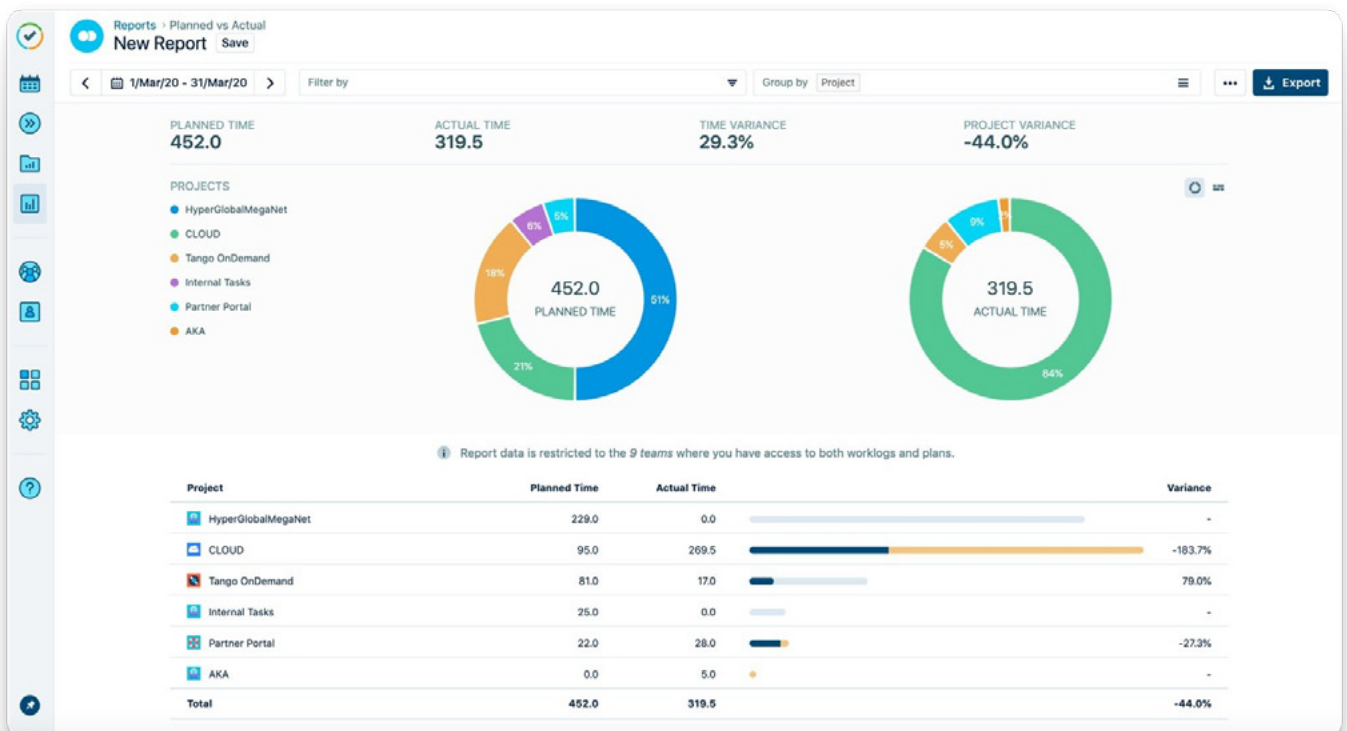 Reports › Planned vs Actual
New Report Save
1/Mar/20 - 31/Mar/20 Filter by Group by Project ••• Export
PLANNED TIME ACTUAL TIME TIME VARIANCE PROJECT VARIANCE
452.0 319.5 29.3% -44.0%
PROJECTS
HyperGlobalMegaNet
CLOUD
Tango OnDemand
Internal Tasks
Partner Portal
AKA
5%
6%
18%
51%
21%
452.0
PLANNED TIME
9%
5%
84%
319.5
ACTUAL TIME
Report data is restricted to the 9 teams where you have access to both worklogs and plans.
Project Planned Time Actual Time Variance
HyperGlobalMegaNet 229.0 0.0 -
CLOUD 95.0 269.5 -183.7%
Tango OnDemand 81.0 17.0 79.0%
Internal Tasks 25.0 0.0 -
Partner Portal 22.0 28.0 -27.3%
AKA 0.0 5.0 -
Total 452.0 319.5 -44.0%